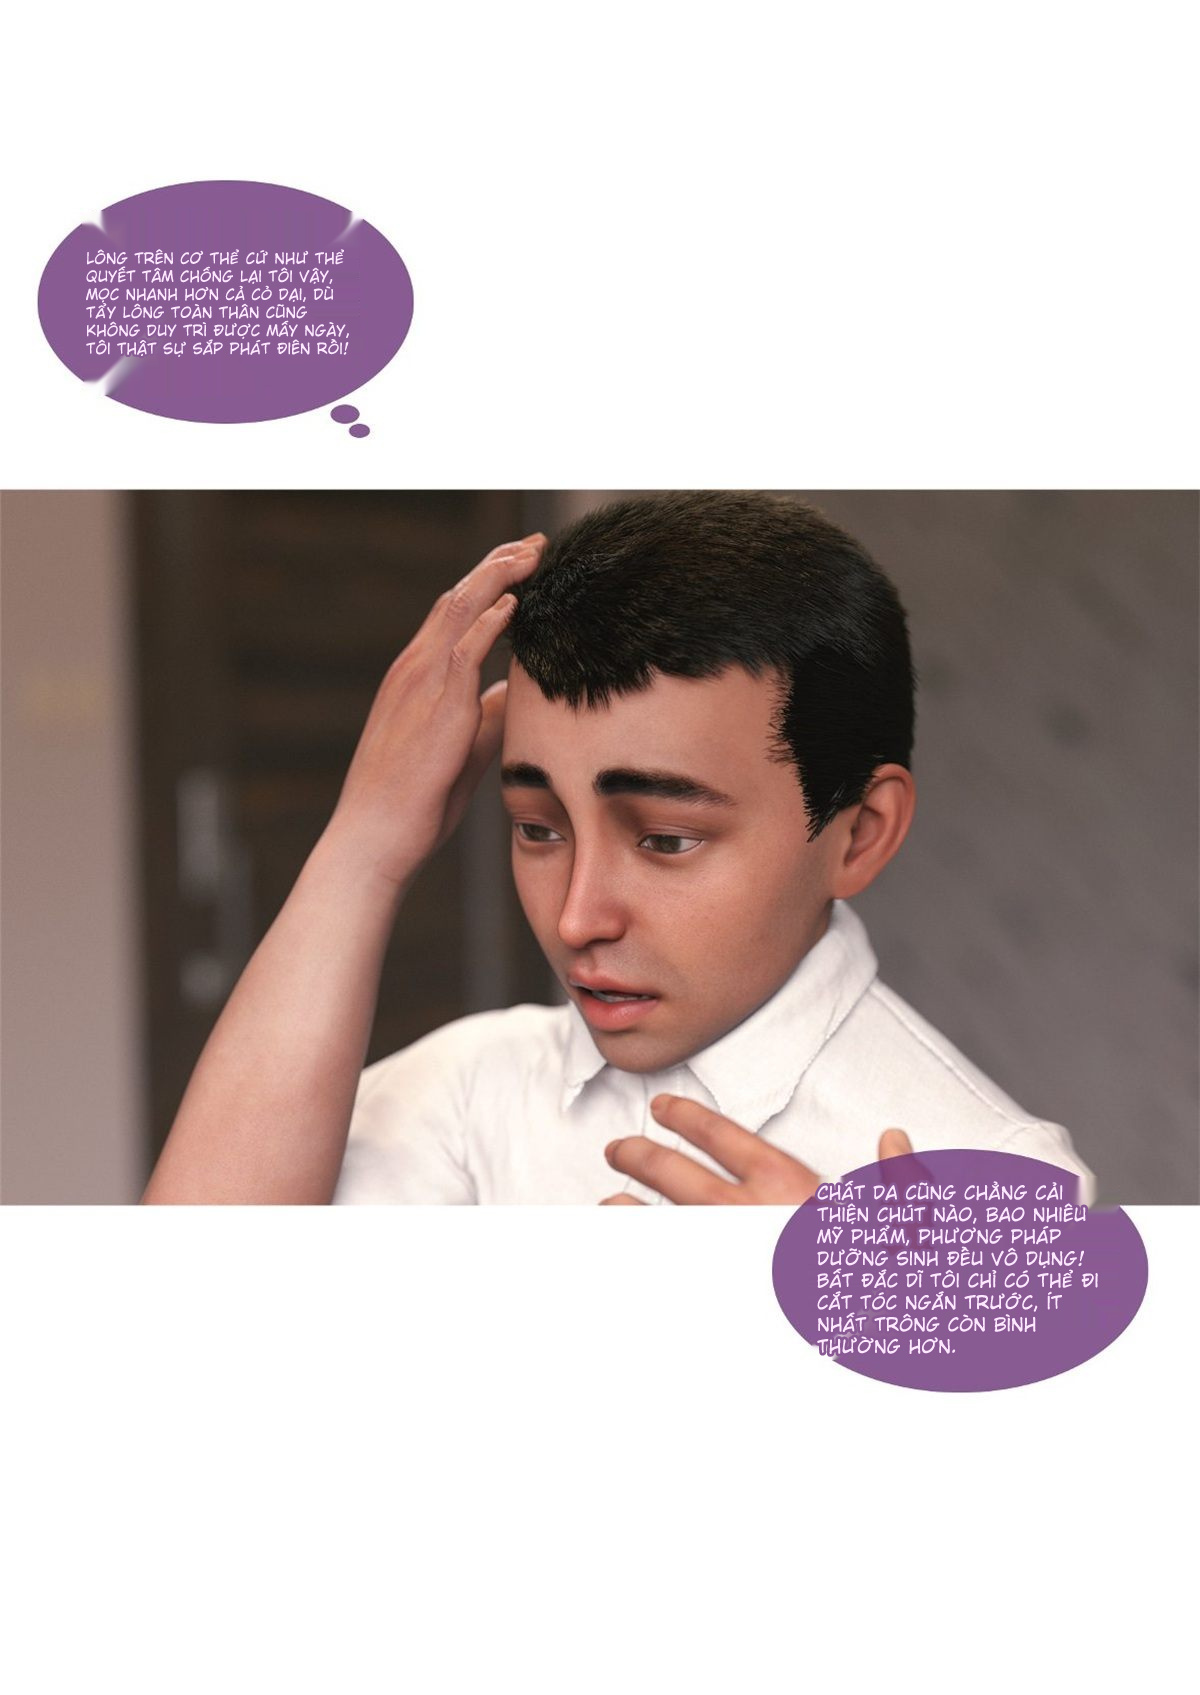 LÔNG TRÊN CƠ THỂ CỨ NHƯ THỂ
QUYẾT TÂM CHỐNG LẠI TÔI VẬY,
MỌC NHANH HƠN CẢ CỎ DẠI, DÙ
TẨY LÔNG TOÀN THÂN CŨNG
KHÔNG DUY TRÌ ĐƯỢC MẤY NGÀY,
TÔI THẬT SỰ SẮP PHÁT ĐIÊN RỒI!
CHẤT DA CŨNG CHẲNG CẢI
THIỆN CHÚT NÀO, BAO NHIÊU
MỸ PHẨM, PHƯƠNG PHÁP
DƯỠNG SINH ĐỀU VÔ DỤNG!
BẤT ĐẮC DĨ TÔI CHỈ CÓ THỂ ĐI
CẮT TÓC NGẮN TRƯỚC, ÍT
NHẤT TRÔNG CÒN BÌNH
THƯỜNG HƠN.